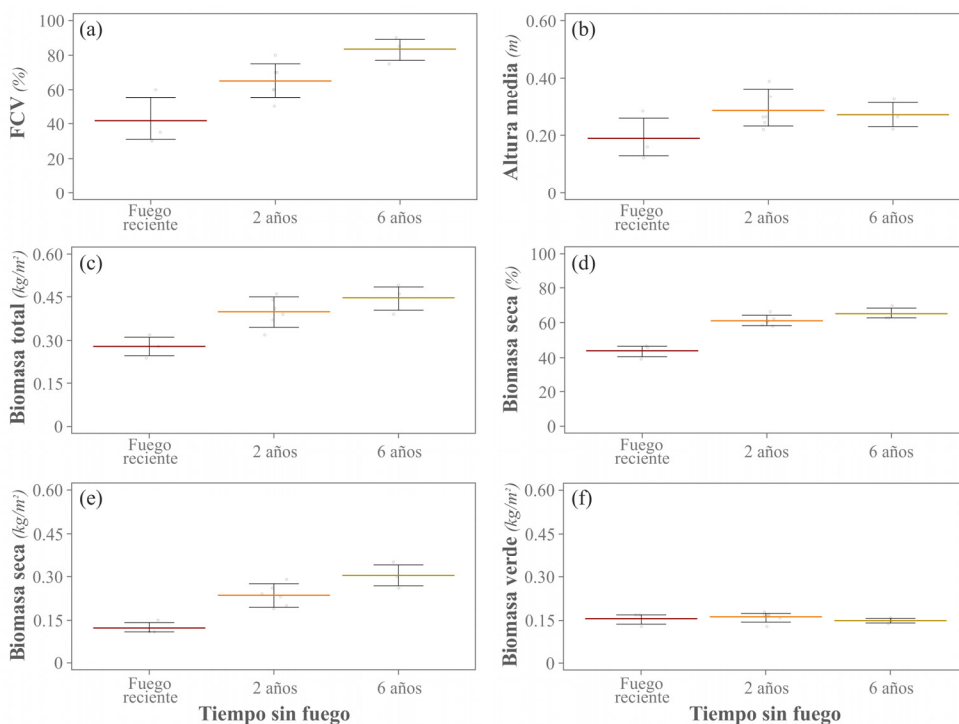 (a)
FCV (%)
100
80
60
40
20
0
Fuego
reciente
2 años
6 años
(b)
Altura media (m)
0.60
0.40
0.20
0
Fuego
reciente
2 años
6 años
(c)
Biomasa total (kg/m²)
0.60
0.45
0.30
0.15
0
Fuego
reciente
2 años
6 años
(d)
Biomasa seca (%)
100
80
60
40
20
0
Fuego
reciente
2 años
6 años
(e)
Biomasa seca (kg/m²)
0.60
0.45
0.30
0.15
0
Fuego
reciente
2 años
6 años
Tiempo sin fuego
(f)
Biomasa verde (kg/m²)
0.60
0.45
0.30
0.15
0
Fuego
reciente
2 años
6 años
Tiempo sin fuego